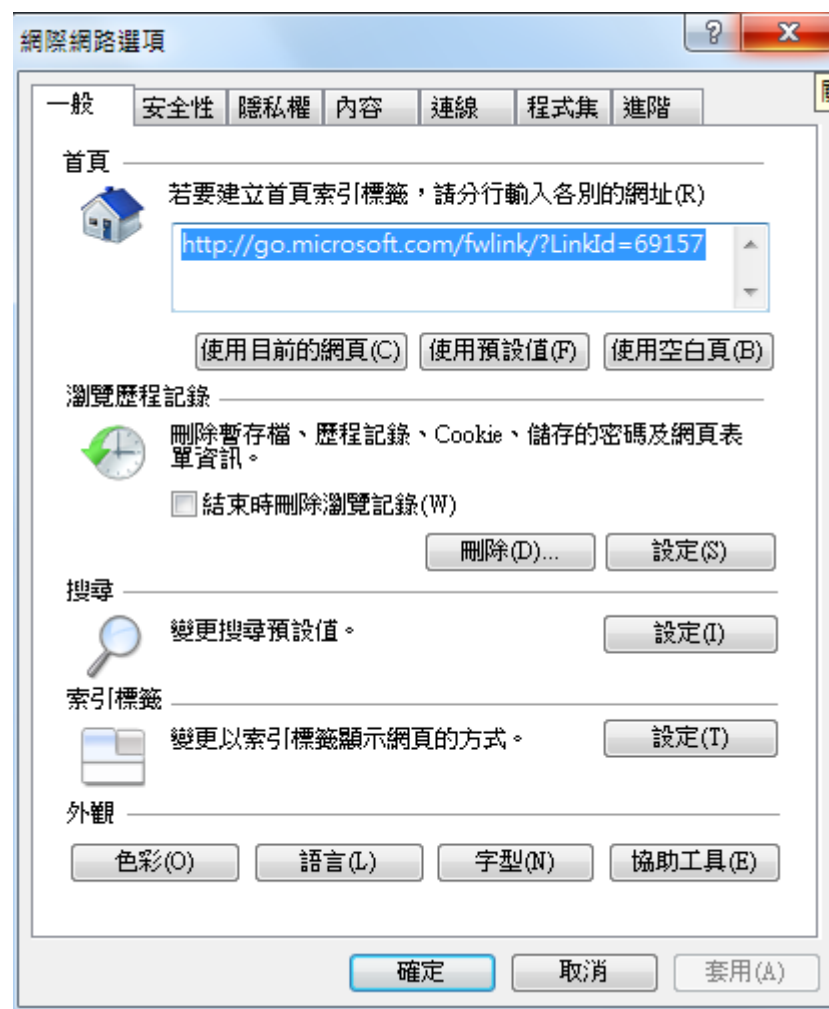 網際網路選項
一般 安全性 隱私權 內容 連線 程式集 進階
首頁
若要建立首頁索引標籤，請分行輸入各別的網址(R)
http://go.microsoft.com/fwlink/?LinkId=69157
使用目前的網頁(C) 使用預設值(F) 使用空白頁(B)
瀏覽歷程記錄
刪除暫存檔、歷程記錄、Cookie、儲存的密碼及網頁表
單資訊。
結束時刪除瀏覽記錄(W)
刪除(D)... 設定(S)
搜尋
變更搜尋預設值。 設定(I)
索引標籤
變更以索引標籤顯示網頁的方式。 設定(T)
外觀
色彩(O) 語言(L) 字型(N) 協助工具(E)
確定 取消 套用(A)